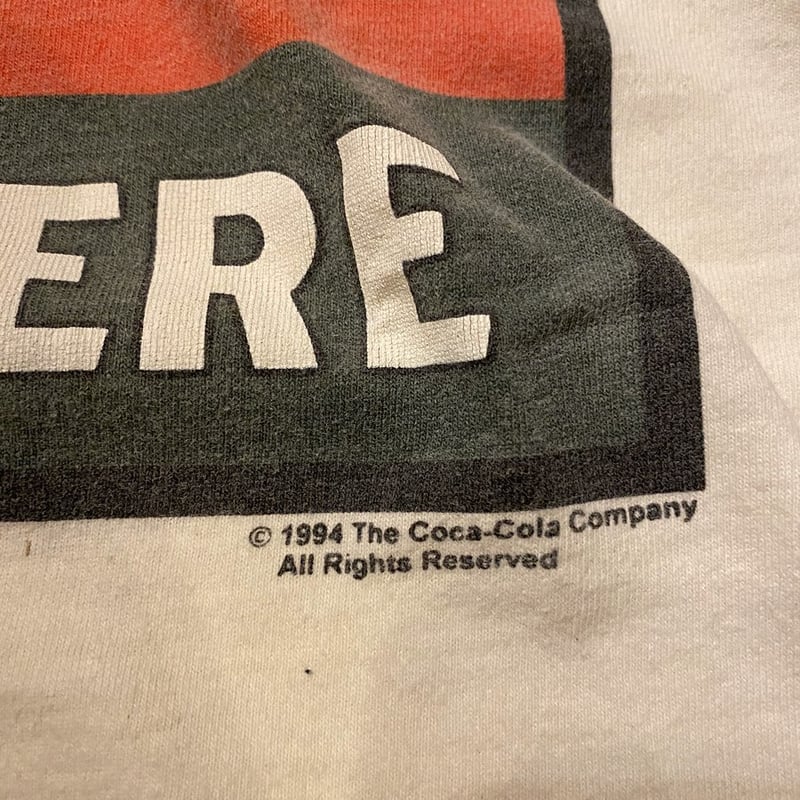 ERE
© 1994 The Coca-Cola Company
All Rights Reserved